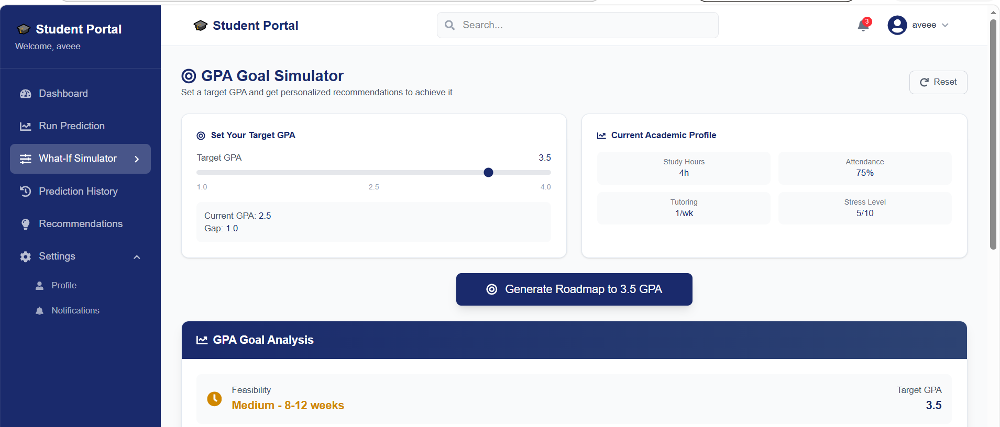 Student Portal
Welcome, aveee
Dashboard
Run Prediction
What-If Simulator
Prediction History
Recommendations
Settings
Profile
Notifications
Student Portal
Search...
3
aveee
GPA Goal Simulator
Set a target GPA and get personalized recommendations to achieve it
Reset
Set Your Target GPA
Target GPA 3.5
1.0 2.5 4.0
Current GPA: 2.5
Gap: 1.0
Current Academic Profile
Study Hours
4h
Attendance
75%
Tutoring
1/wk
Stress Level
5/10
Generate Roadmap to 3.5 GPA
GPA Goal Analysis
Feasibility
Medium - 8-12 weeks
Target GPA
3.5